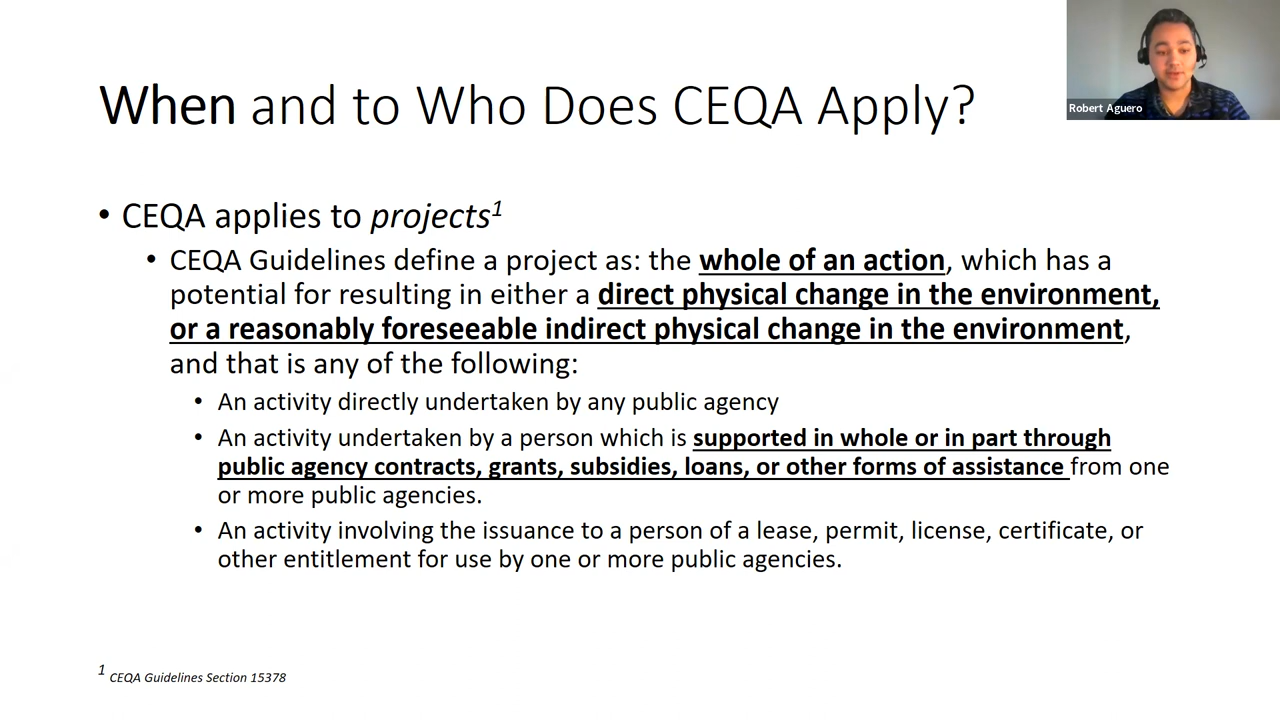 When and to Who Does CEQA Apply?
Robert Aguero
• CEQA applies to projects1
• CEQA Guidelines define a project as: the whole of an action, which has a
potential for resulting in either a direct physical change in the environment,
or a reasonably foreseeable indirect physical change in the environment,
and that is any of the following:
• An activity directly undertaken by any public agency
• An activity undertaken by a person which is supported in whole or in part through
public agency contracts, grants, subsidies, loans, or other forms of assistance from one
or more public agencies.
• An activity involving the issuance to a person of a lease, permit, license, certificate, or
other entitlement for use by one or more public agencies.
1 CEQA Guidelines Section 15378